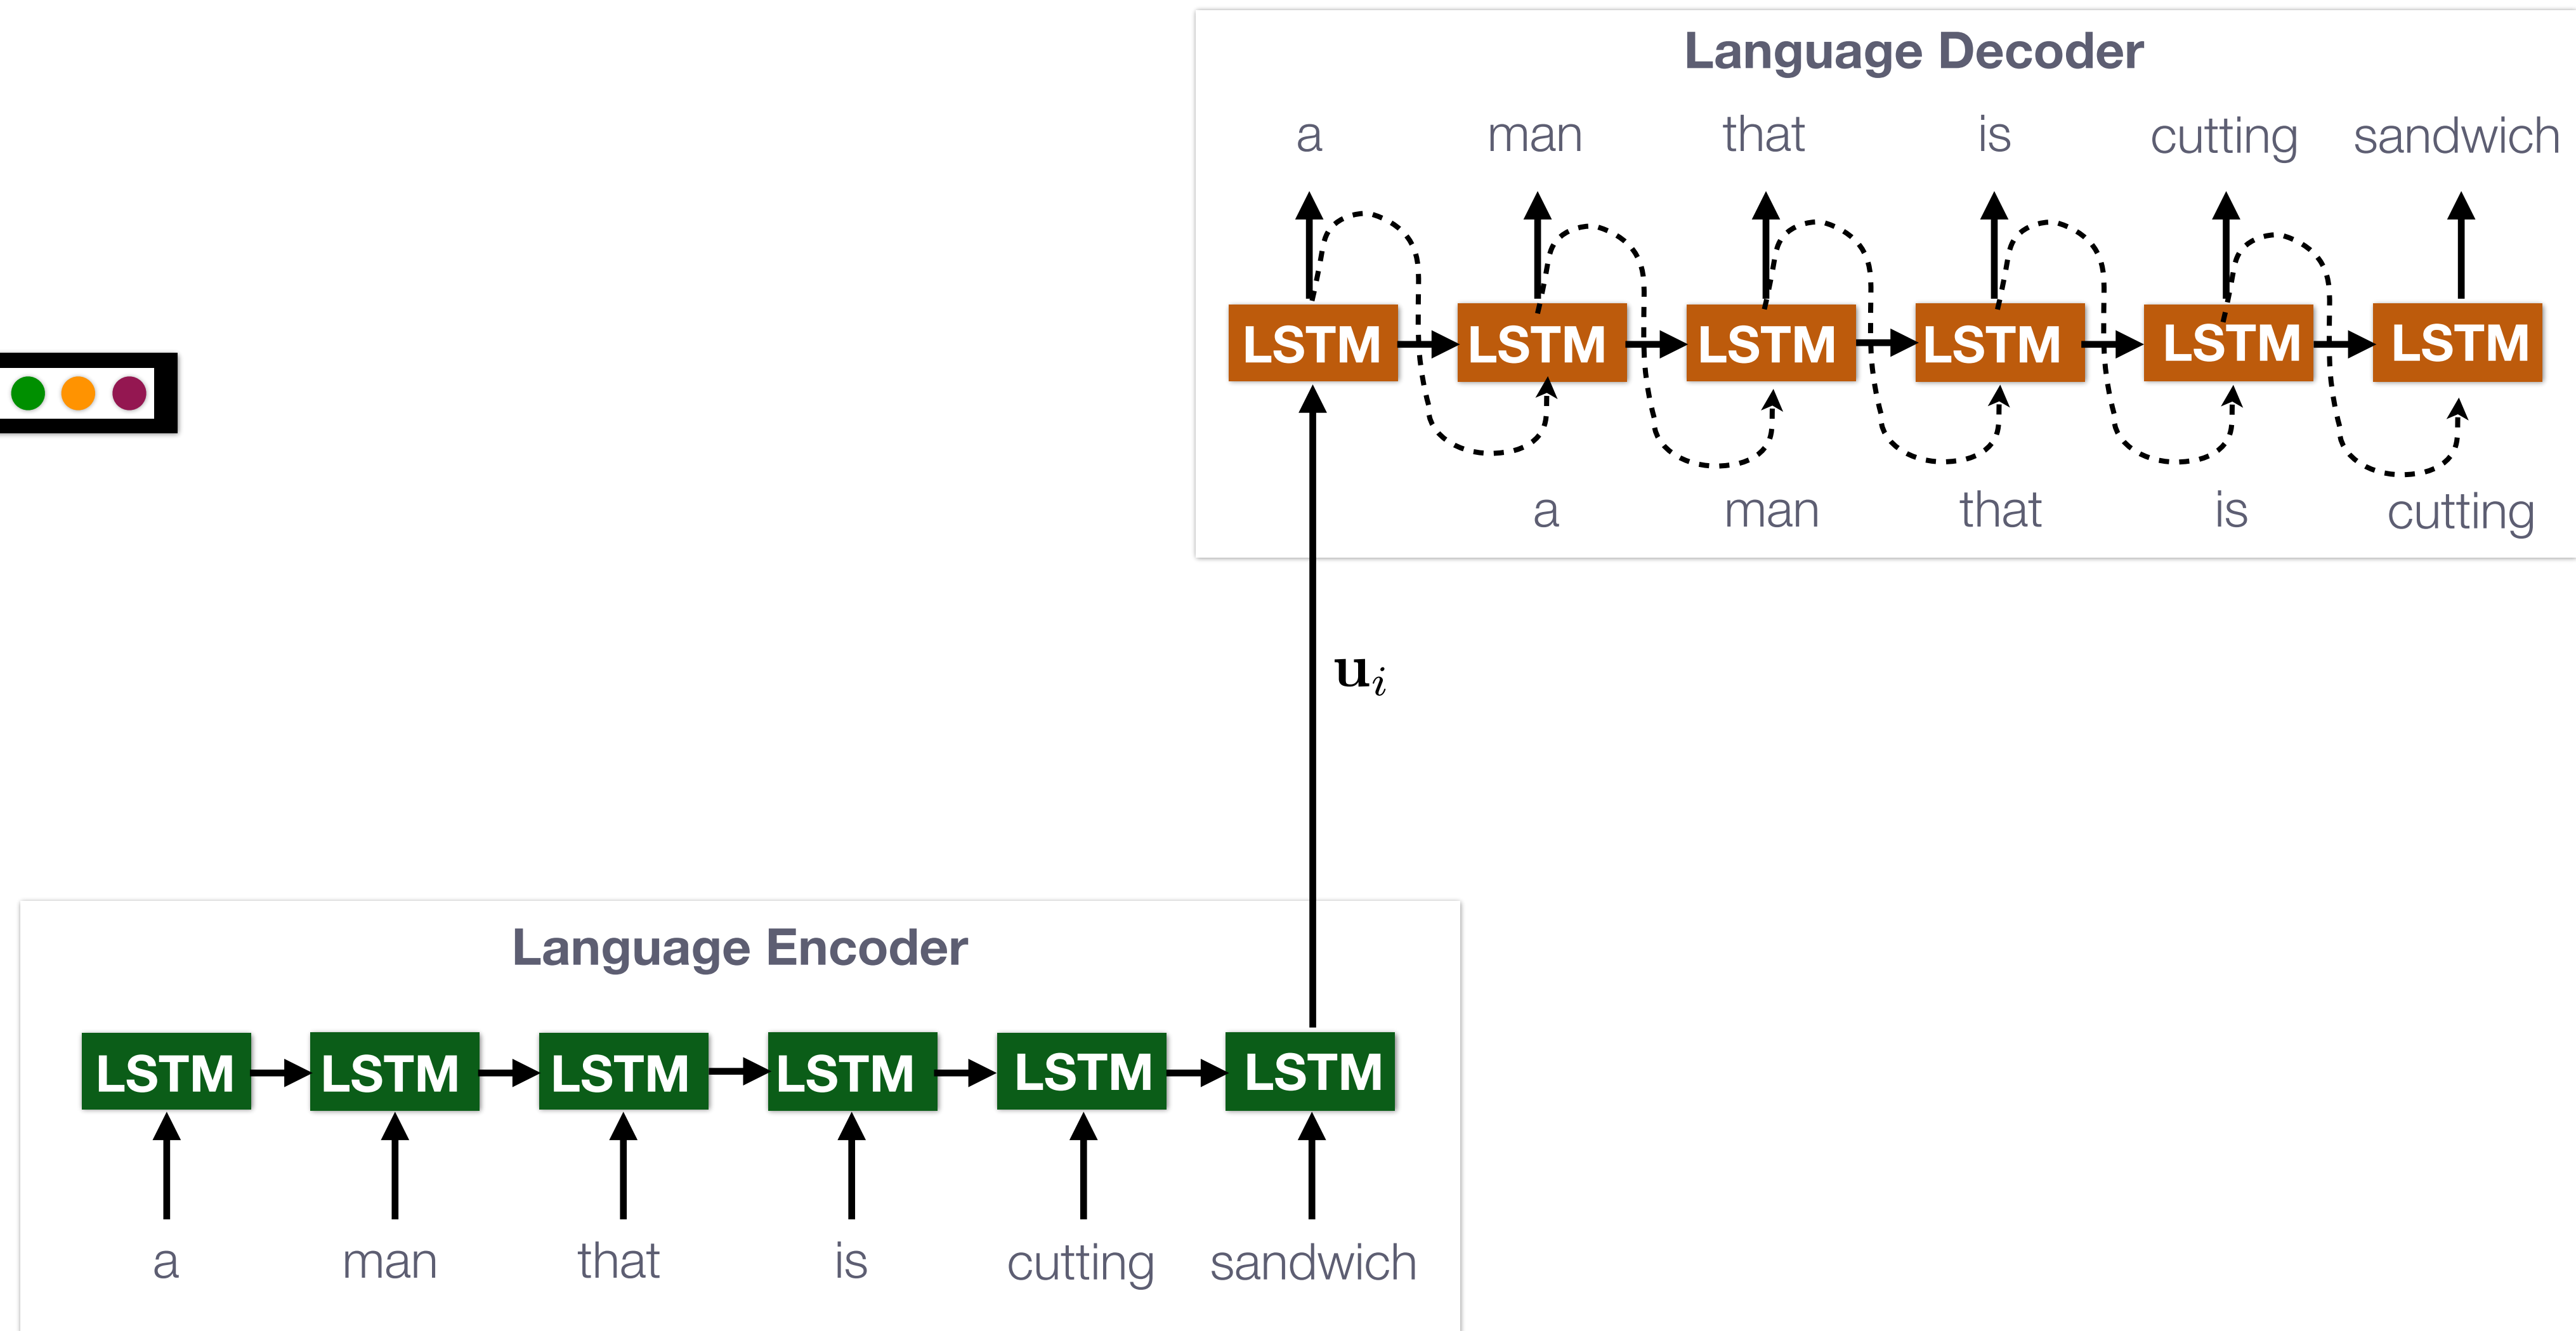 Language Decoder
a man that is cutting sandwich
LSTM LSTM LSTM LSTM LSTM LSTM
a man that is cutting
u_i
Language Encoder
LSTM LSTM LSTM LSTM LSTM LSTM
a man that is cutting sandwich